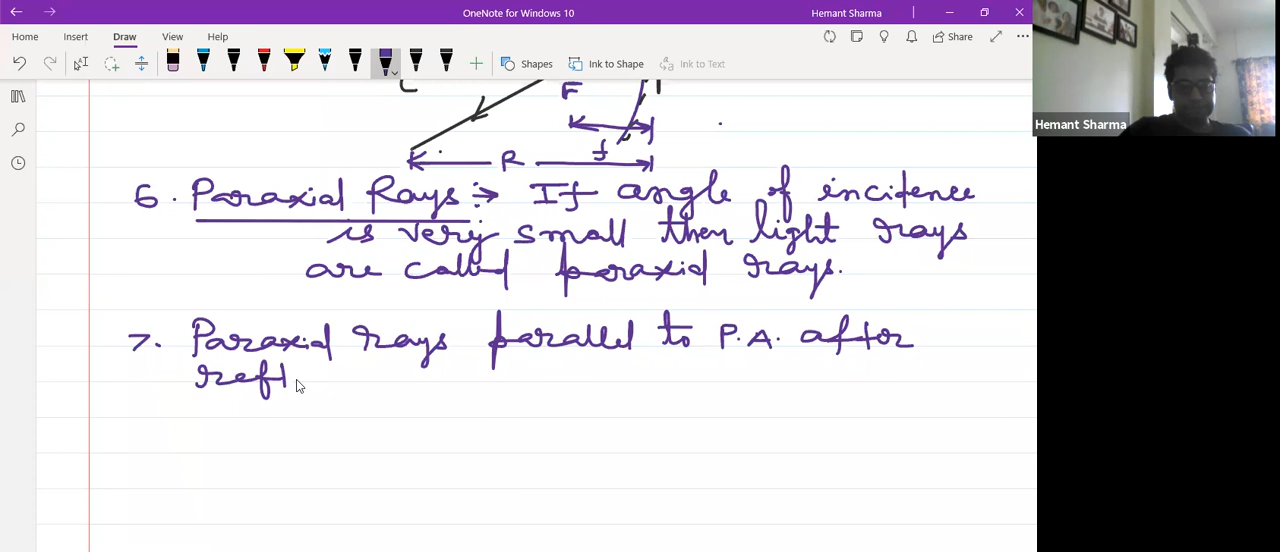 OneNote for Windows 10
Hemant Sharma
Home Insert Draw View Help
Share
Shapes
Ink to Shape
Ink to Text
C
F
f
R
6. Paraxial Rays :→ If angle of incidence
is very small then light rays
are called paraxial rays.
7. Paraxial rays parallel to P.A. after
refl
Hemant Sharma